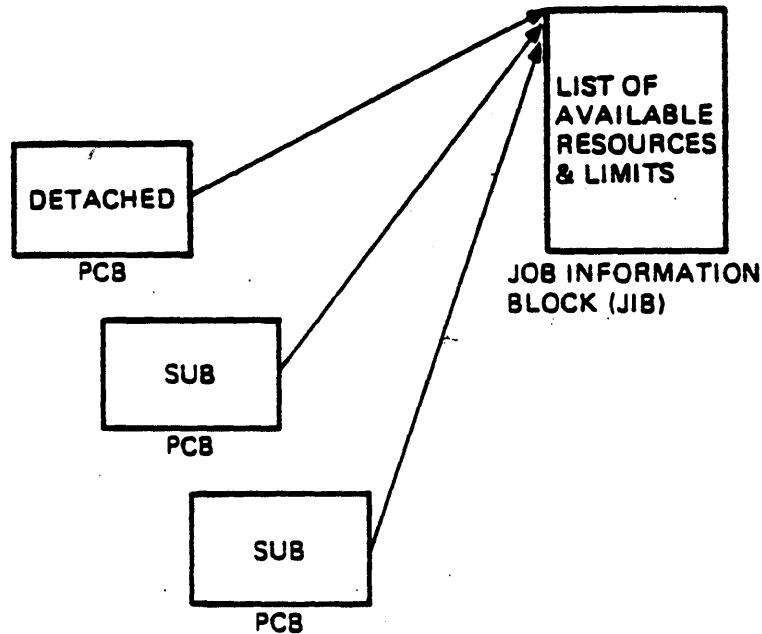 LIST OF
AVAILABLE
RESOURCES
& LIMITS
DETACHED
PCB
JOB INFORMATION
BLOCK (JIB)
SUB
PCB
SUB
PCB